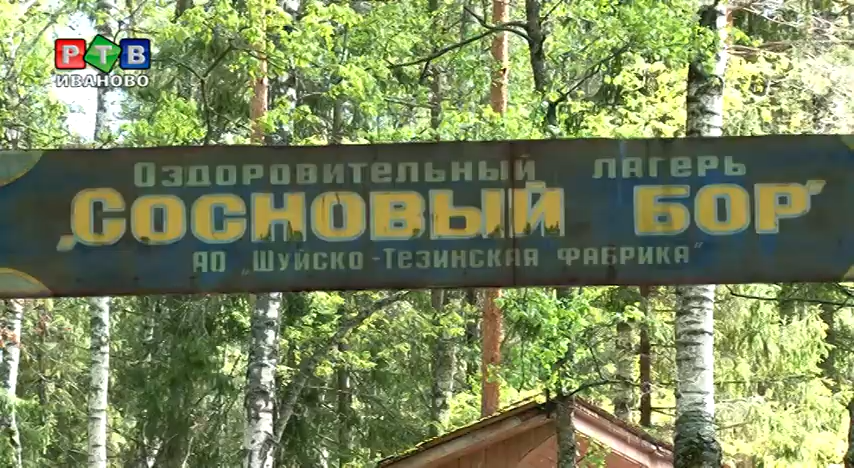 РТВ
ИВАНОВО
Оздоровительный лагерь
„СОСНОВЫЙ БОР"
АО „Шуйско-Тезинская фабрика"